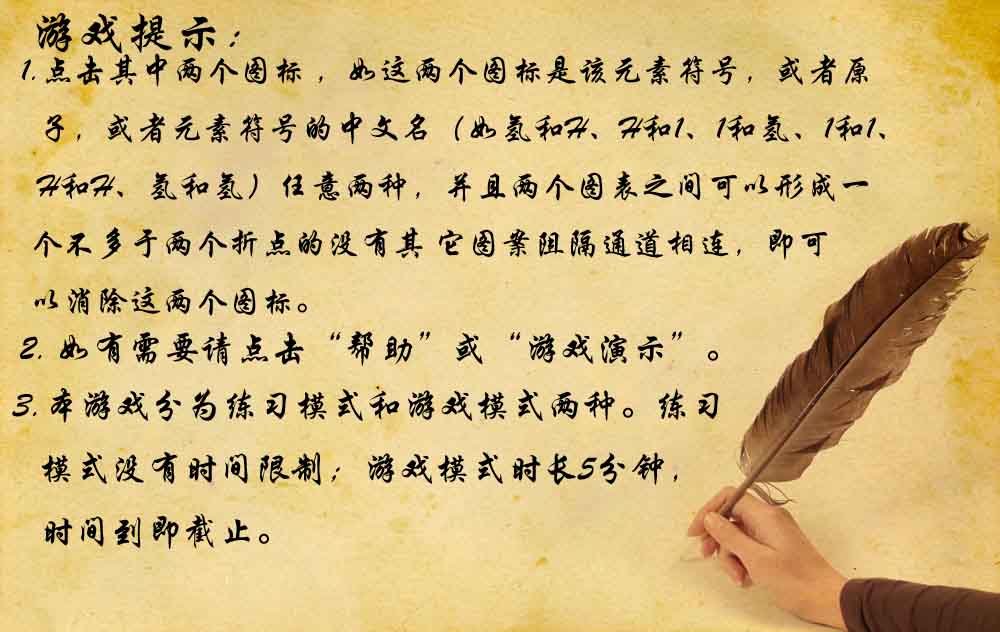 游戏提示：
1.点击其中两个图标，如这两个图标是该元素符号，或者原
子，或者元素符号的中文名（如氢和H、H和1、1和氢、1和1、
H和H、氢和氢）任意两种，并且两个图表之间可以形成一
个不多于两个折点的没有其它图案阻隔通道相连，即可
以消除这两个图标。
2.如有需要请点击“帮助”或“游戏演示”。
3.本游戏分为练习模式和游戏模式两种。练习
模式没有时间限制；游戏模式时长5分钟，
时间到即截止。